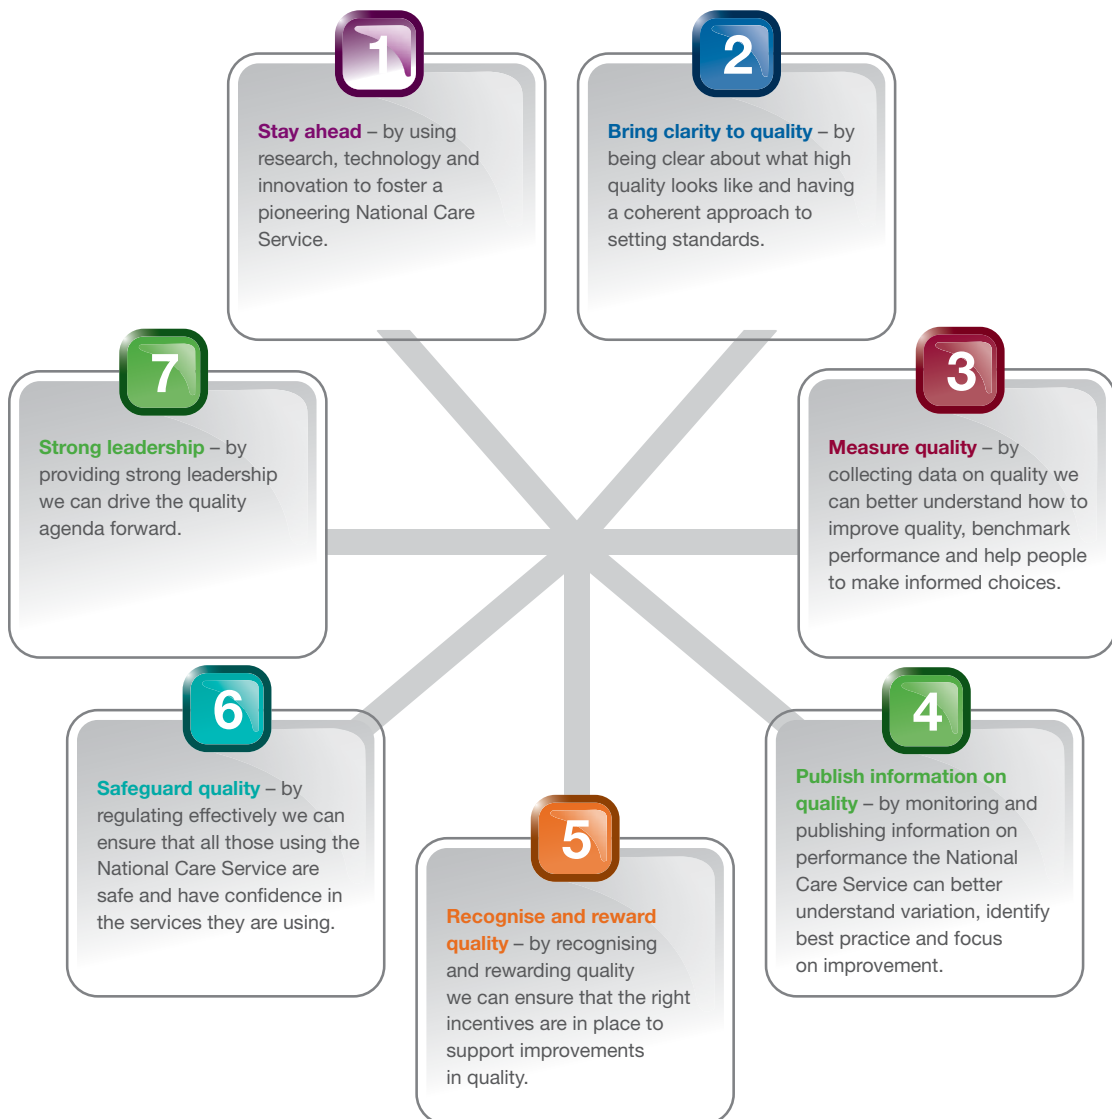 1
Stay ahead – by using
research, technology and
innovation to foster a
pioneering National Care
Service.
2
Bring clarity to quality – by
being clear about what high
quality looks like and having
a coherent approach to
setting standards.
3
Measure quality – by
collecting data on quality we
can better understand how to
improve quality, benchmark
performance and help people
to make informed choices.
4
Publish information on
quality – by monitoring and
publishing information on
performance the National
Care Service can better
understand variation, identify
best practice and focus
on improvement.
5
Recognise and reward
quality – by recognising
and rewarding quality
we can ensure that the right
incentives are in place to
support improvements
in quality.
6
Safeguard quality – by
regulating effectively we can
ensure that all those using the
National Care Service are
safe and have confidence in
the services they are using.
7
Strong leadership – by
providing strong leadership
we can drive the quality
agenda forward.